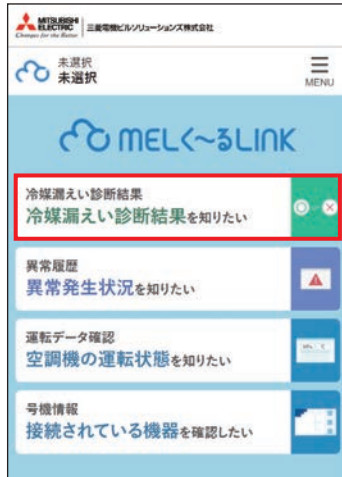 MITSUBISHI
ELECTRIC
Changes for the Better
三菱電機ビルソリューションズ株式会社
未選択
未選択
MENU
MELく～るLINK
冷媒漏えい診断結果
冷媒漏えい診断結果を知りたい
異常履歴
異常発生状況を知りたい
運転データ確認
空調機の運転状態を知りたい
号機情報
接続されている機器を確認したい